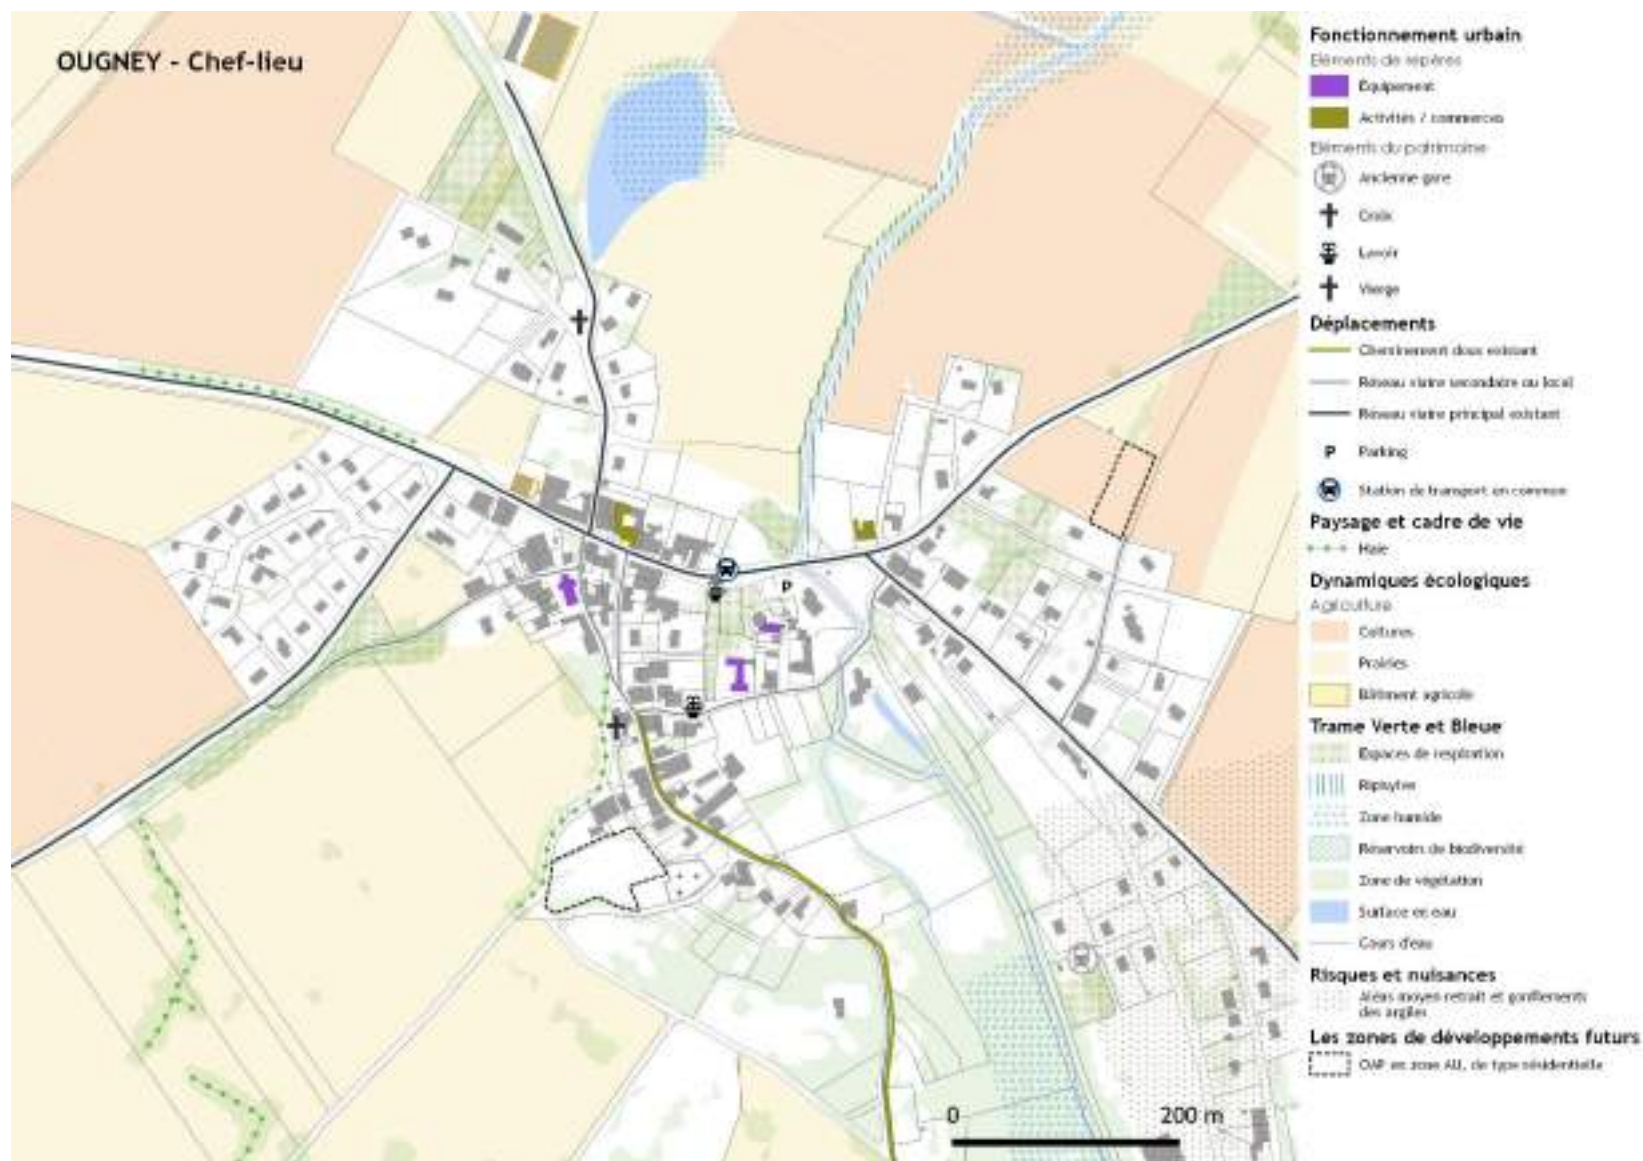 OUGNEY - Chef-lieu
Fonctionnement urbain
Eléments de repères
Equipement
Activités / commerces
Eléments du patrimoine
Ancienne gare
Croix
Lavoir
Vierge
Déplacements
Cheminement doux existant
Réseau viaire secondaire ou local
Réseau viaire principal existant
P Parking
Station de transport en commun
Paysage et cadre de vie
Haie
Dynamiques écologiques
Agriculture
Cultures
Prairies
Bâtiment agricole
Trame Verte et Bleue
Espaces de respiration
Ripisylve
Zone humide
Réservoirs de biodiversité
Zone de végétation
Surface en eau
Cours d'eau
Risques et nuisances
Aléas moyen retrait et gonflements
des argiles
Les zones de développements futurs
OAP en zone AU, de type résidentielle
P
0 200 m